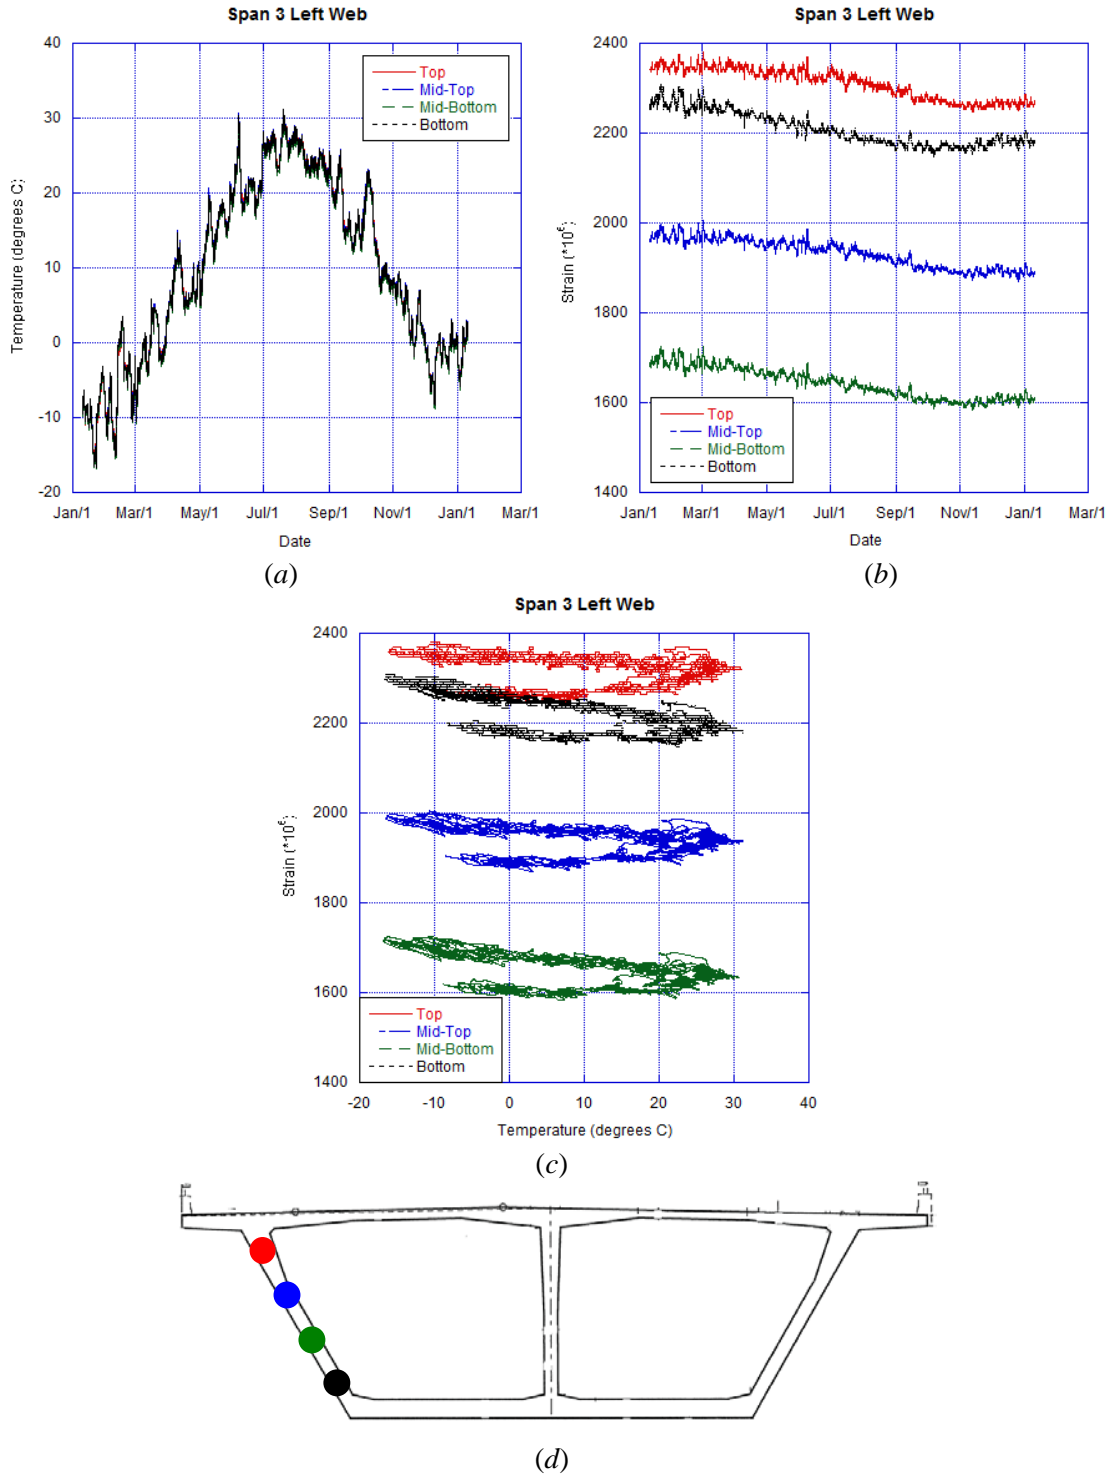 Span 3 Left Web
40
30
20
10
0
-10
-20
Temperature (degrees C)
Top
Mid-Top
Mid-Bottom
Bottom
Jan/1 Mar/1 May/1 Jul/1 Sep/1 Nov/1 Jan/1 Mar/1
Date
(a)
Span 3 Left Web
2400
2200
2000
1800
1600
1400
Strain (*10⁶)
Top
Mid-Top
Mid-Bottom
Bottom
Jan/1 Mar/1 May/1 Jul/1 Sep/1 Nov/1 Jan/1 Mar/1
Date
(b)
Span 3 Left Web
2400
2200
2000
1800
1600
1400
Strain (*10⁶)
Top
Mid-Top
Mid-Bottom
Bottom
-20 -10 0 10 20 30 40
Temperature (degrees C)
(c)
(d)